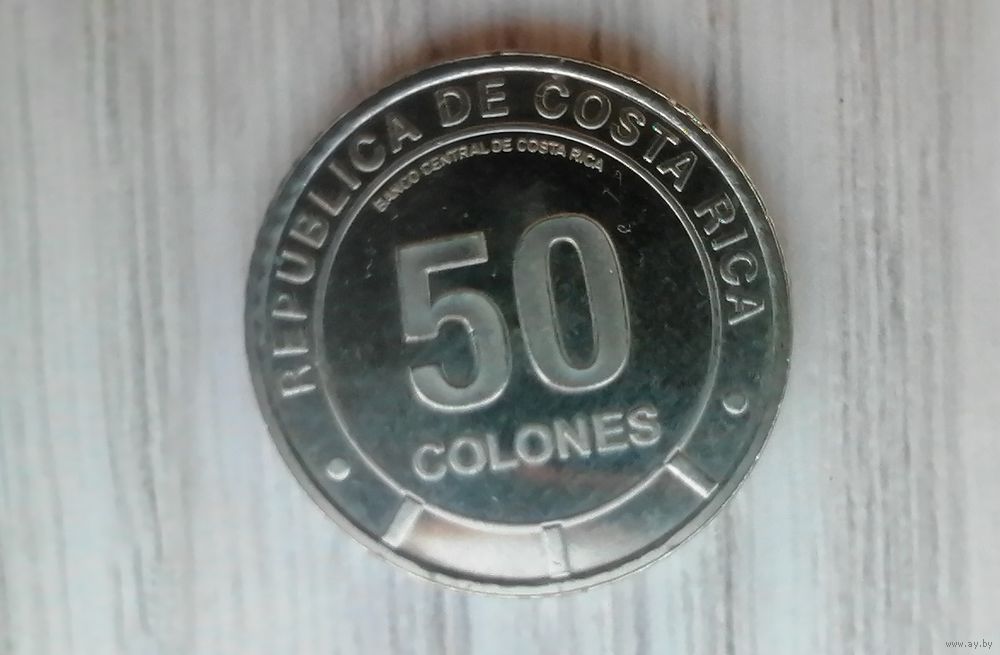 REPUBLICA DE COSTA RICA
BANCO CENTRAL DE COSTA RICA
50
COLONES
www.ay.by